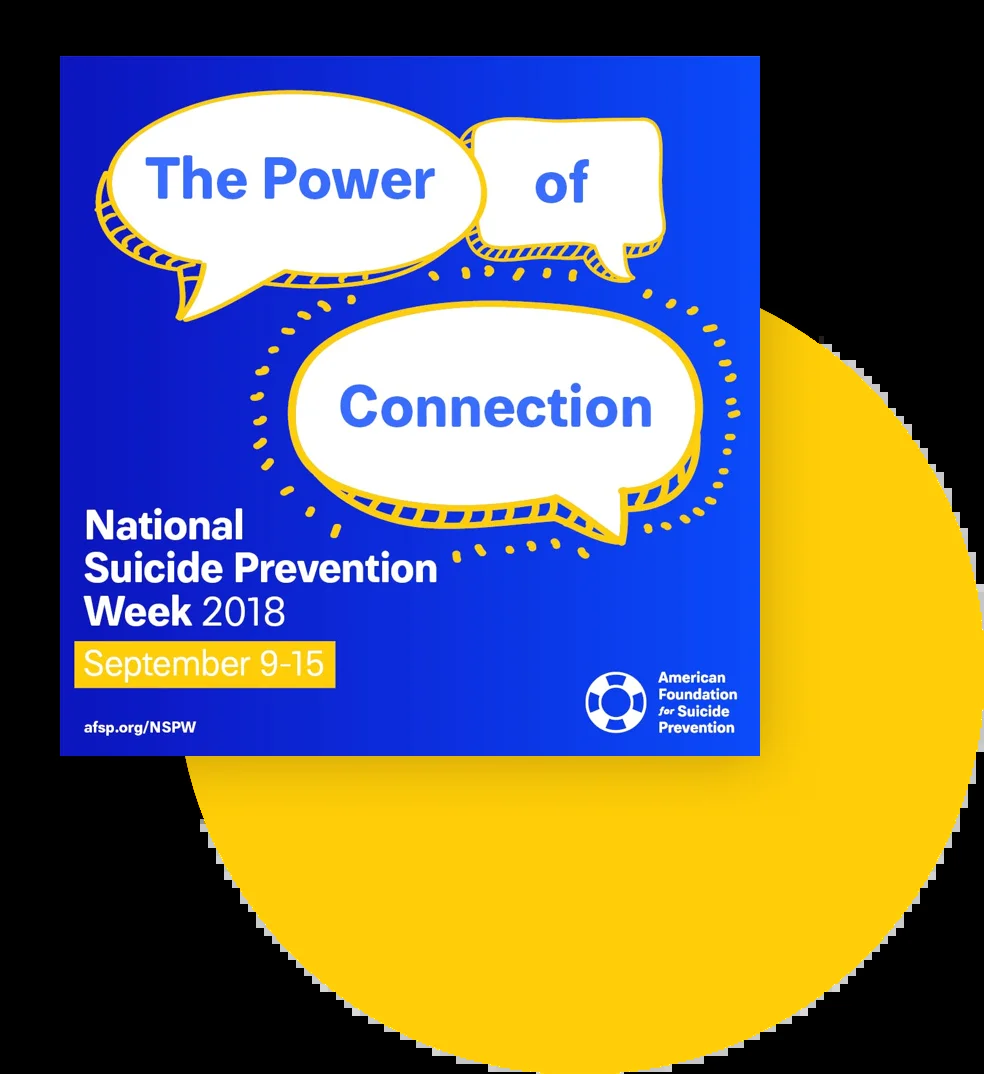 The Power
of
Connection
National
Suicide Prevention
Week 2018
September 9-15
afsp.org/NSPW
American
Foundation
for Suicide
Prevention